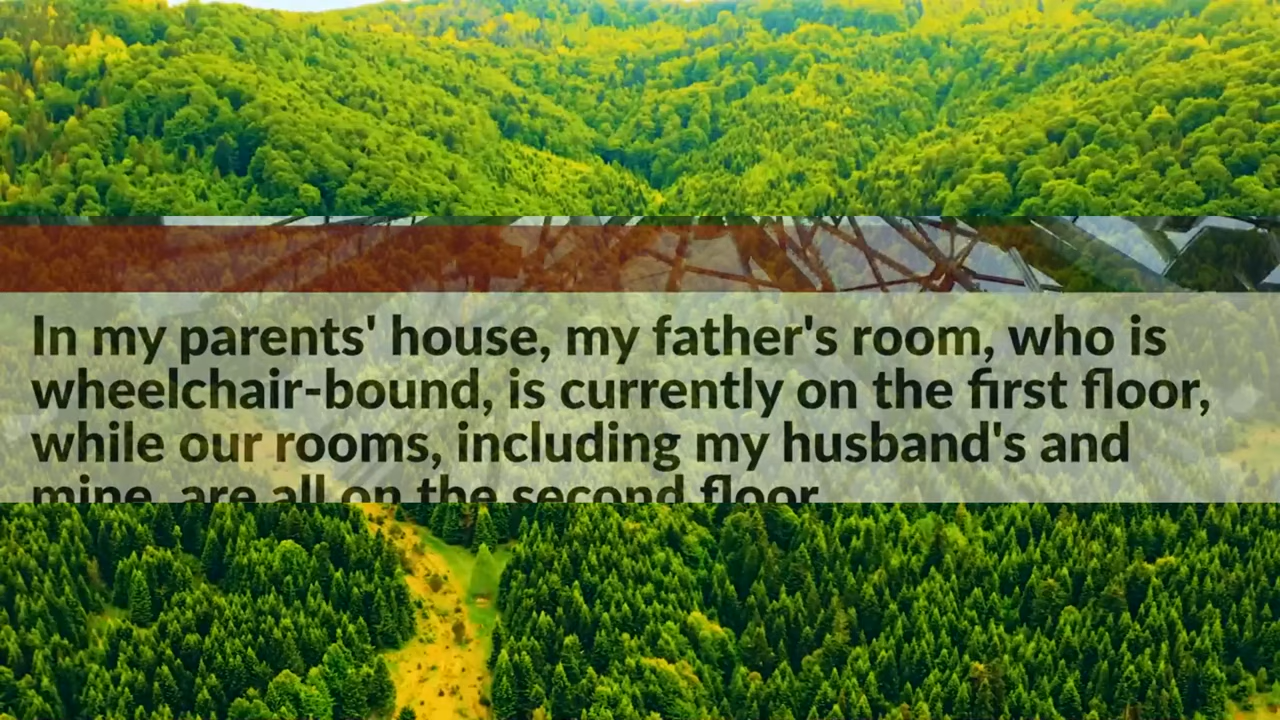 In my parents' house, my father's room, who is
wheelchair-bound, is currently on the first floor,
while our rooms, including my husband's and
mine, are all on the second floor.